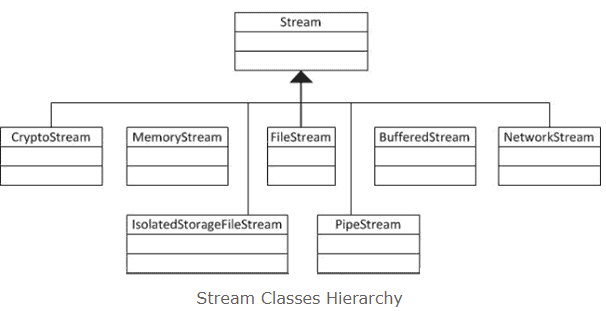 Stream
CryptoStream
MemoryStream
FileStream
BufferedStream
NetworkStream
IsolatedStorageFileStream
PipeStream
Stream Classes Hierarchy